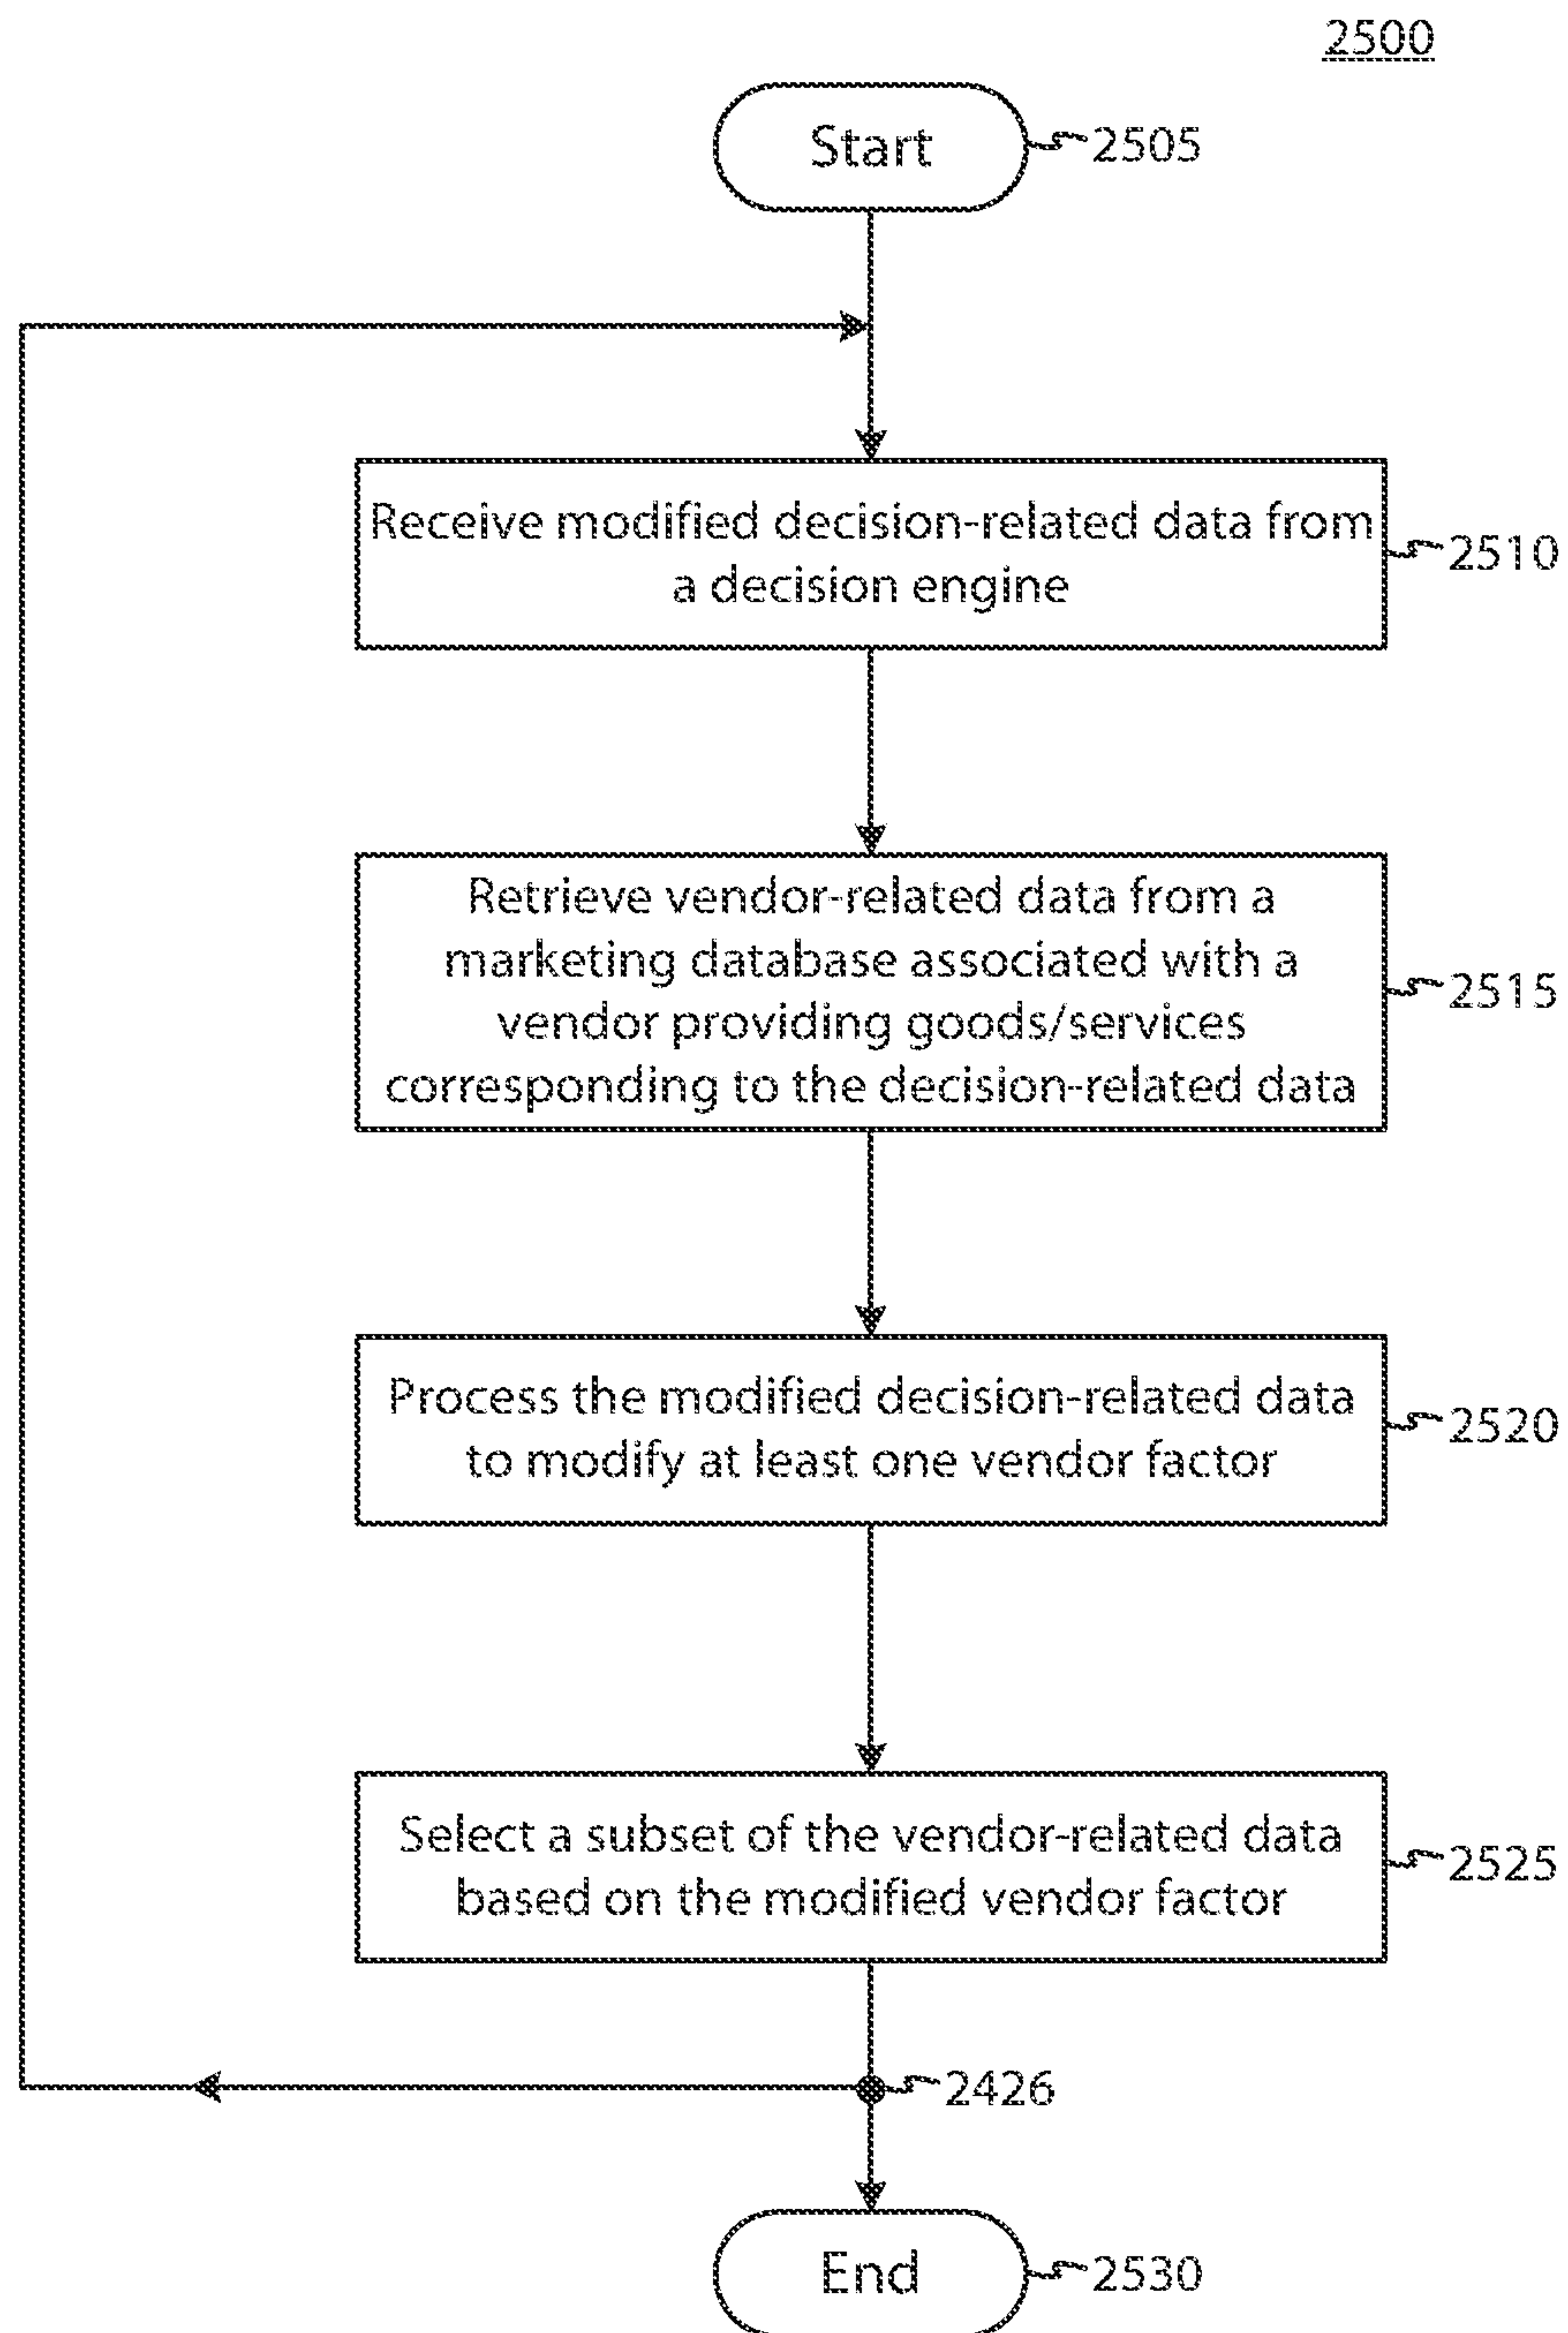 2500
Start
2505
Receive modified decision-related data from
a decision engine
2510
Retrieve vendor-related data from a
marketing database associated with a
vendor providing goods/services
corresponding to the decision-related data
2515
Process the modified decision-related data
to modify at least one vendor factor
2520
Select a subset of the vendor-related data
based on the modified vendor factor
2525
2426
End
2530